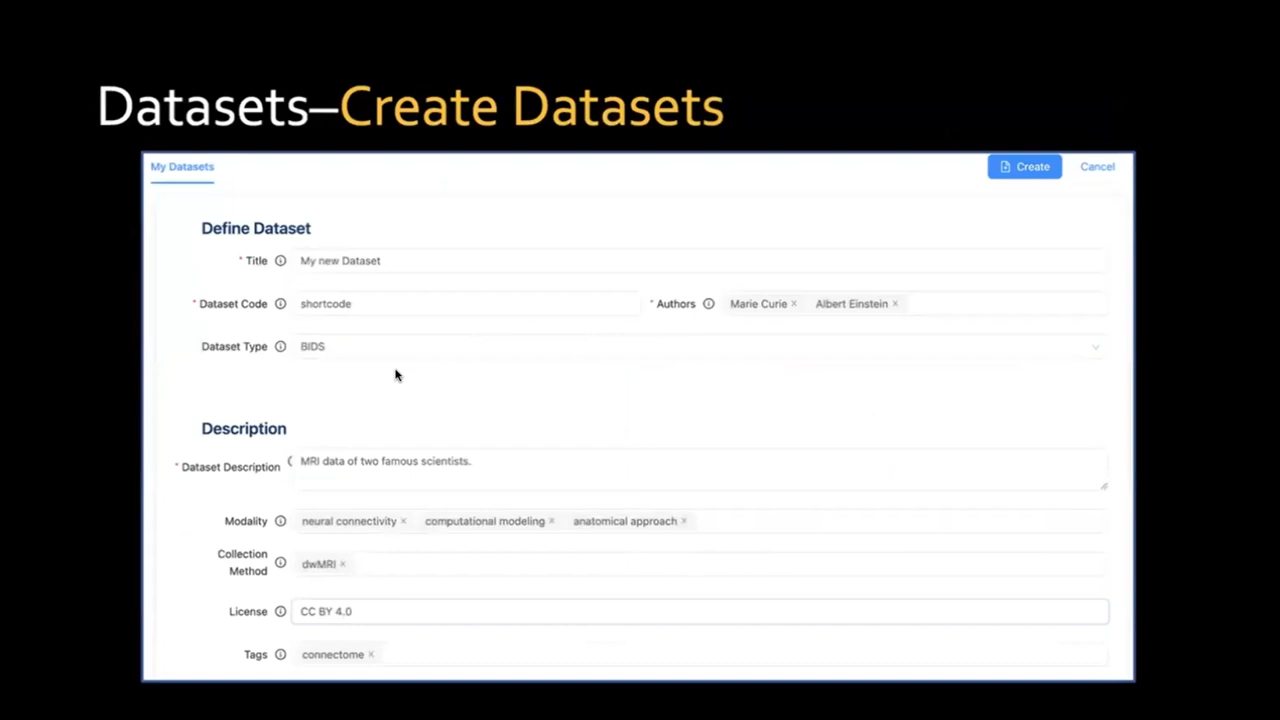 Datasets–Create Datasets
My Datasets
Create
Cancel
Define Dataset
* Title My new Dataset
* Dataset Code shortcode * Authors Marie Curie × Albert Einstein ×
Dataset Type BIDS
Description
* Dataset Description MRI data of two famous scientists.
Modality neural connectivity × computational modeling × anatomical approach ×
Collection
Method
dwMRI ×
License CC BY 4.0
Tags connectome ×